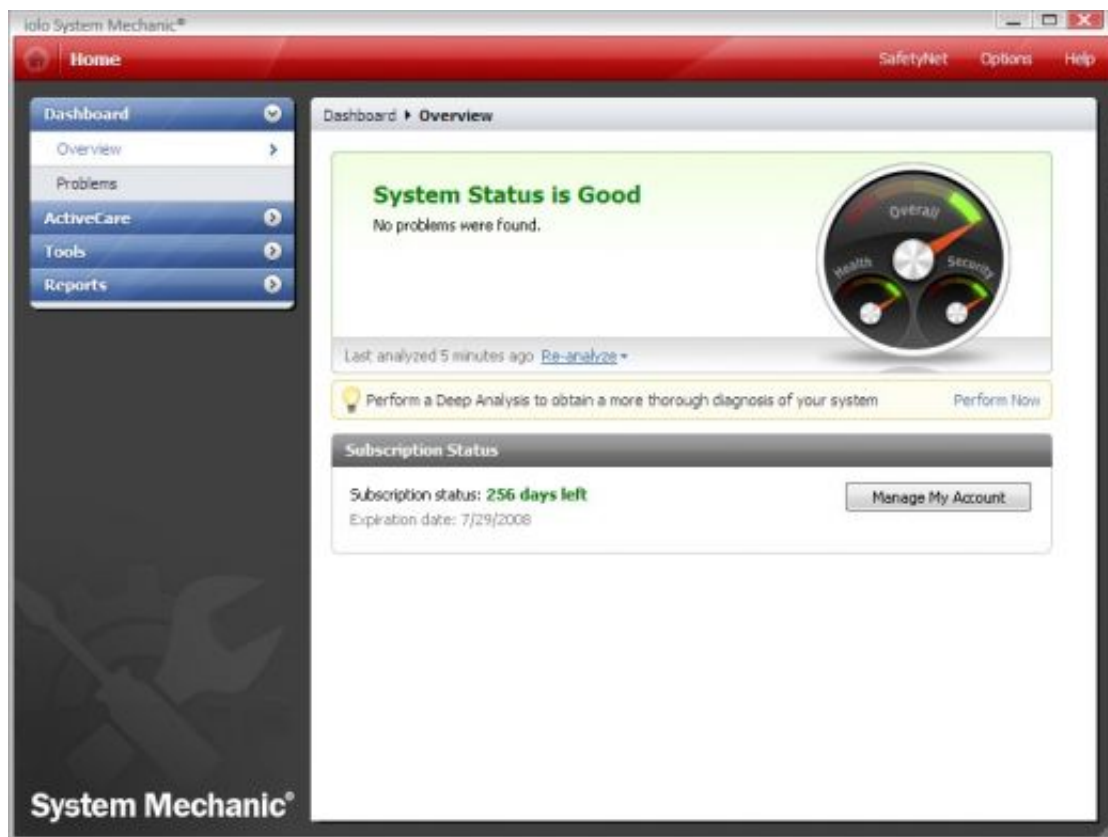 iolo System Mechanic®
Home
SafetyNet Options Help
Dashboard
Overview
Problems
ActiveCare
Tools
Reports
Dashboard Overview
System Status is Good
No problems were found.
Overall
Health
Security
Last analyzed 5 minutes ago Re-analyze
Perform a Deep Analysis to obtain a more thorough diagnosis of your system Perform Now
Subscription Status
Subscription status: 256 days left
Manage My Account
Expiration date: 7/29/2008
System Mechanic®